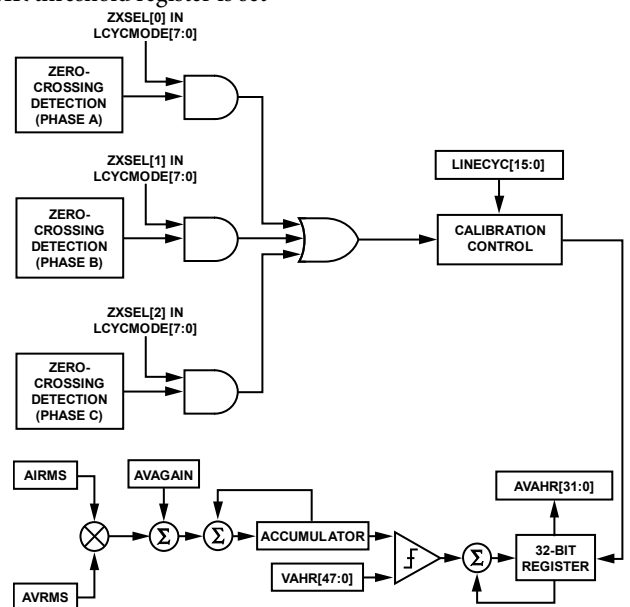 ZXSEL[0] IN
LCYCMODE[7:0]
ZERO-
CROSSING
DETECTION
(PHASE A)
ZXSEL[1] IN
LCYCMODE[7:0]
ZERO-
CROSSING
DETECTION
(PHASE B)
ZXSEL[2] IN
LCYCMODE[7:0]
ZERO-
CROSSING
DETECTION
(PHASE C)
LINECYC[15:0]
CALIBRATION
CONTROL
AIRMS
AVRMS
AVAGAIN
Σ
Σ
ACCUMULATOR
VAHR[47:0]
Σ
AVAHR[31:0]
32-BIT
REGISTER